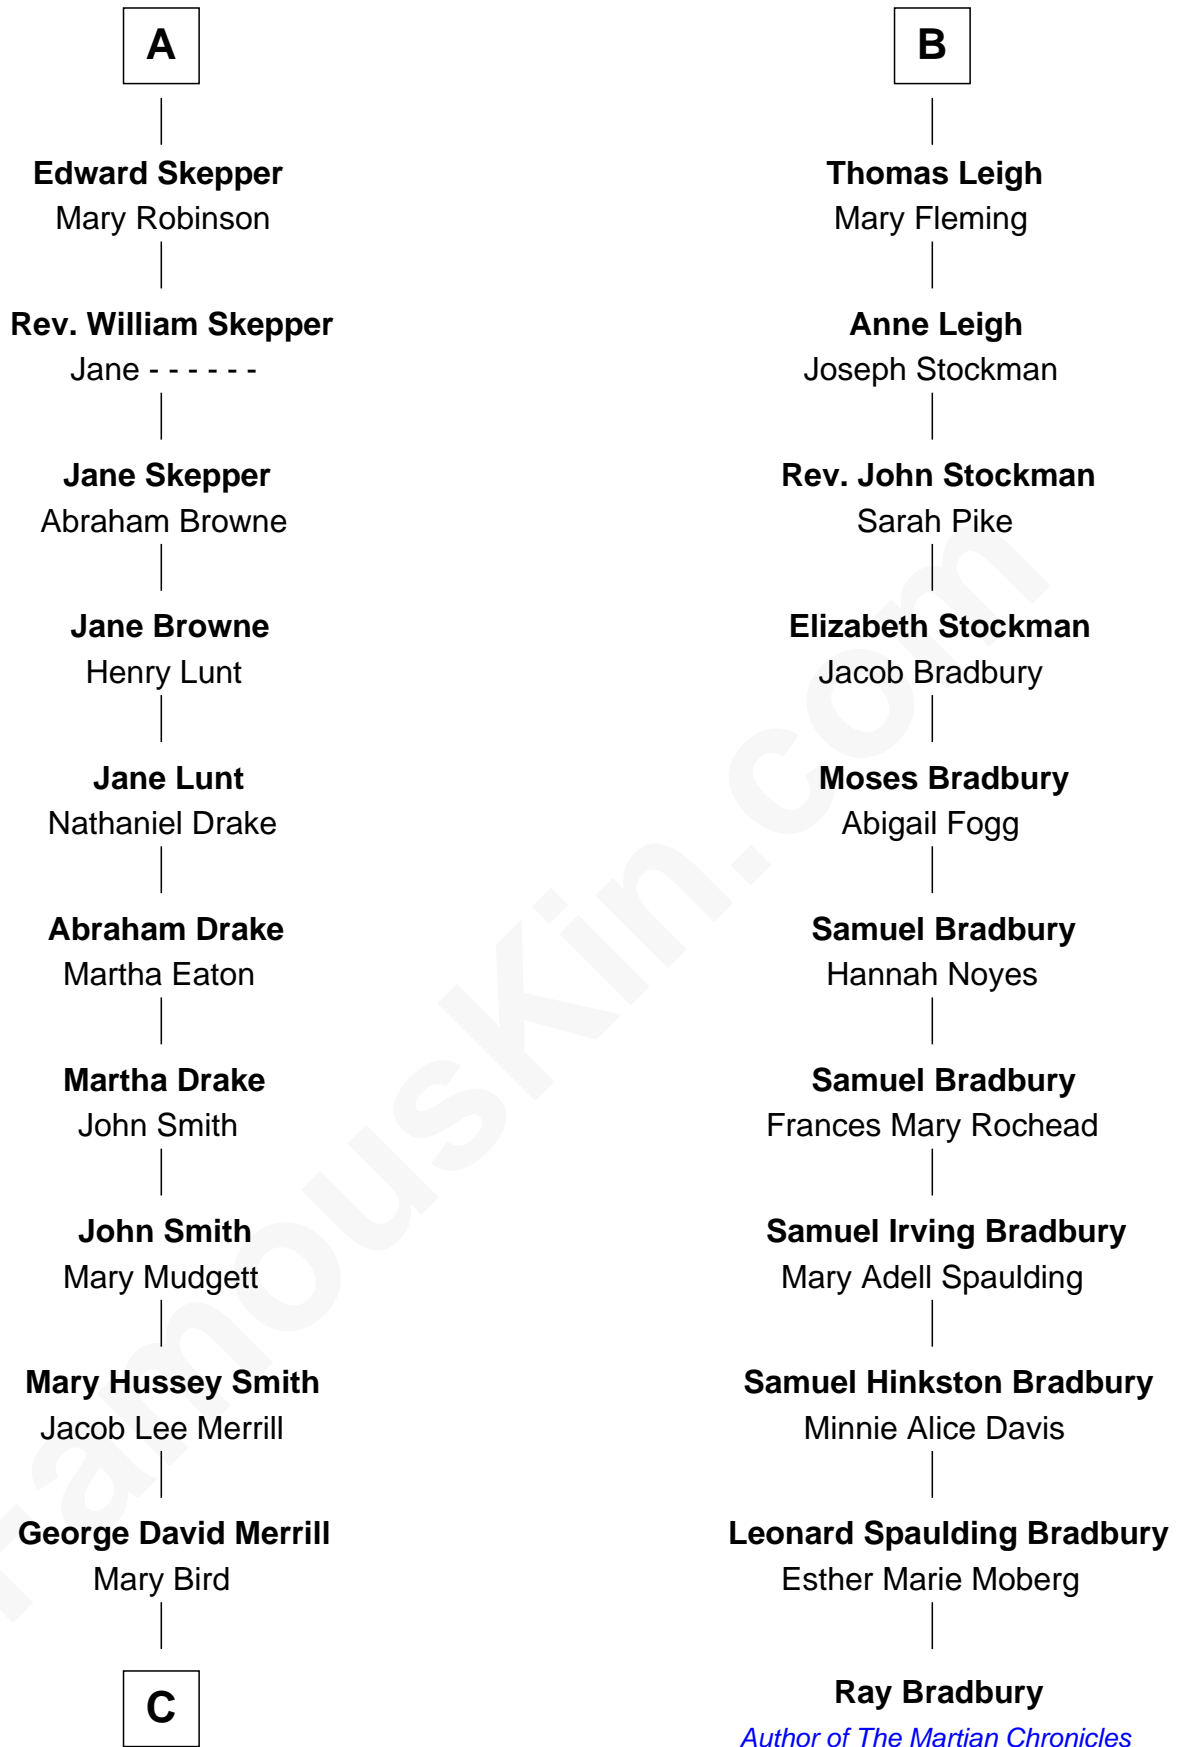 A
Edward Skepper
Mary Robinson
Rev. William Skepper
Jane - - - - - -
Jane Skepper
Abraham Browne
Jane Browne
Henry Lunt
Jane Lunt
Nathaniel Drake
Abraham Drake
Martha Eaton
Martha Drake
John Smith
John Smith
Mary Mudgett
Mary Hussey Smith
Jacob Lee Merrill
George David Merrill
Mary Bird
C
B
Thomas Leigh
Mary Fleming
Anne Leigh
Joseph Stockman
Rev. John Stockman
Sarah Pike
Elizabeth Stockman
Jacob Bradbury
Moses Bradbury
Abigail Fogg
Samuel Bradbury
Hannah Noyes
Samuel Bradbury
Frances Mary Rochead
Samuel Irving Bradbury
Mary Adell Spaulding
Samuel Hinkston Bradbury
Minnie Alice Davis
Leonard Spaulding Bradbury
Esther Marie Moberg
Ray Bradbury
Author of The Martian Chronicles
FamousKin.com